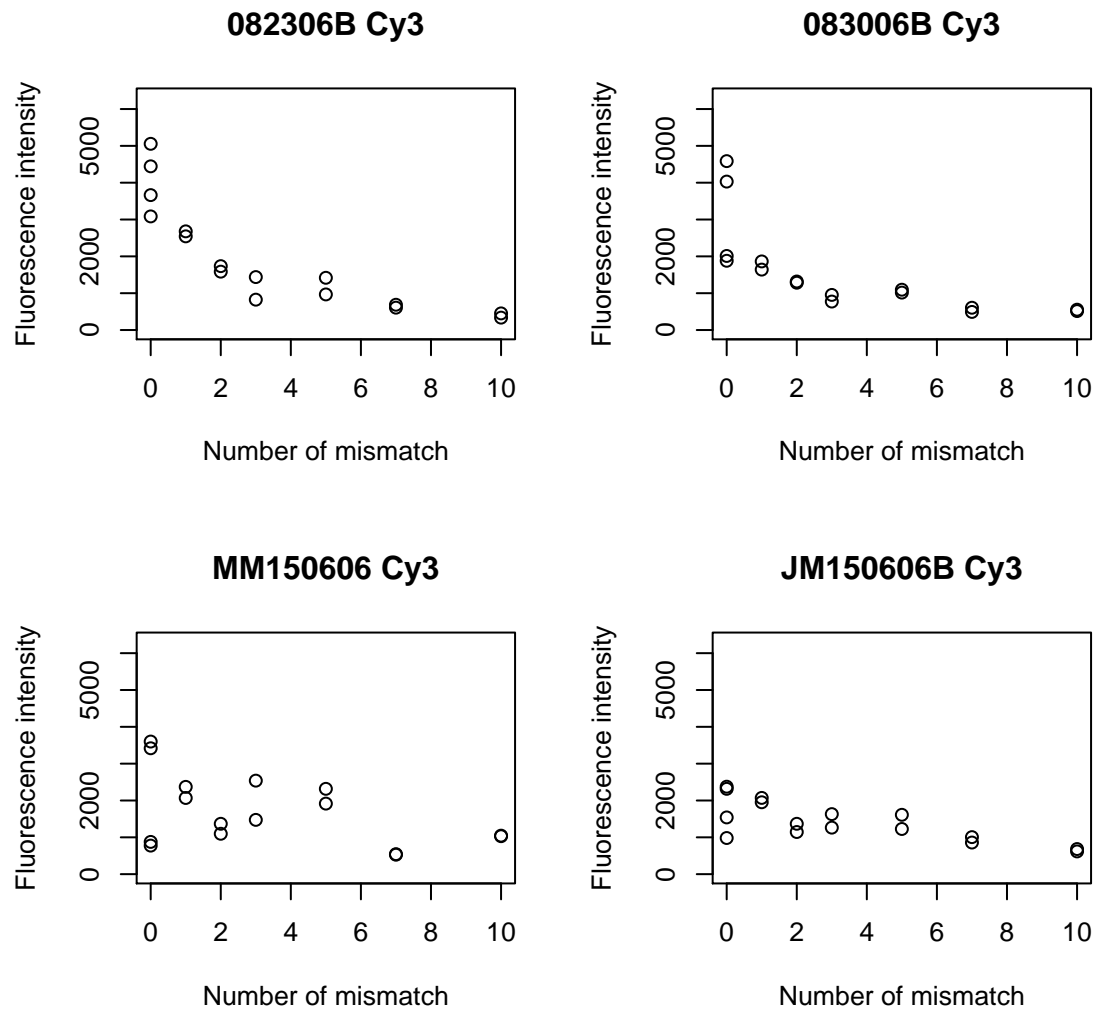 082306B Cy3
Fluorescence intensity
5000
2000
0
0 2 4 6 8 10
Number of mismatch
083006B Cy3
Fluorescence intensity
5000
2000
0
0 2 4 6 8 10
Number of mismatch
MM150606 Cy3
Fluorescence intensity
5000
2000
0
0 2 4 6 8 10
Number of mismatch
JM150606B Cy3
Fluorescence intensity
5000
2000
0
0 2 4 6 8 10
Number of mismatch